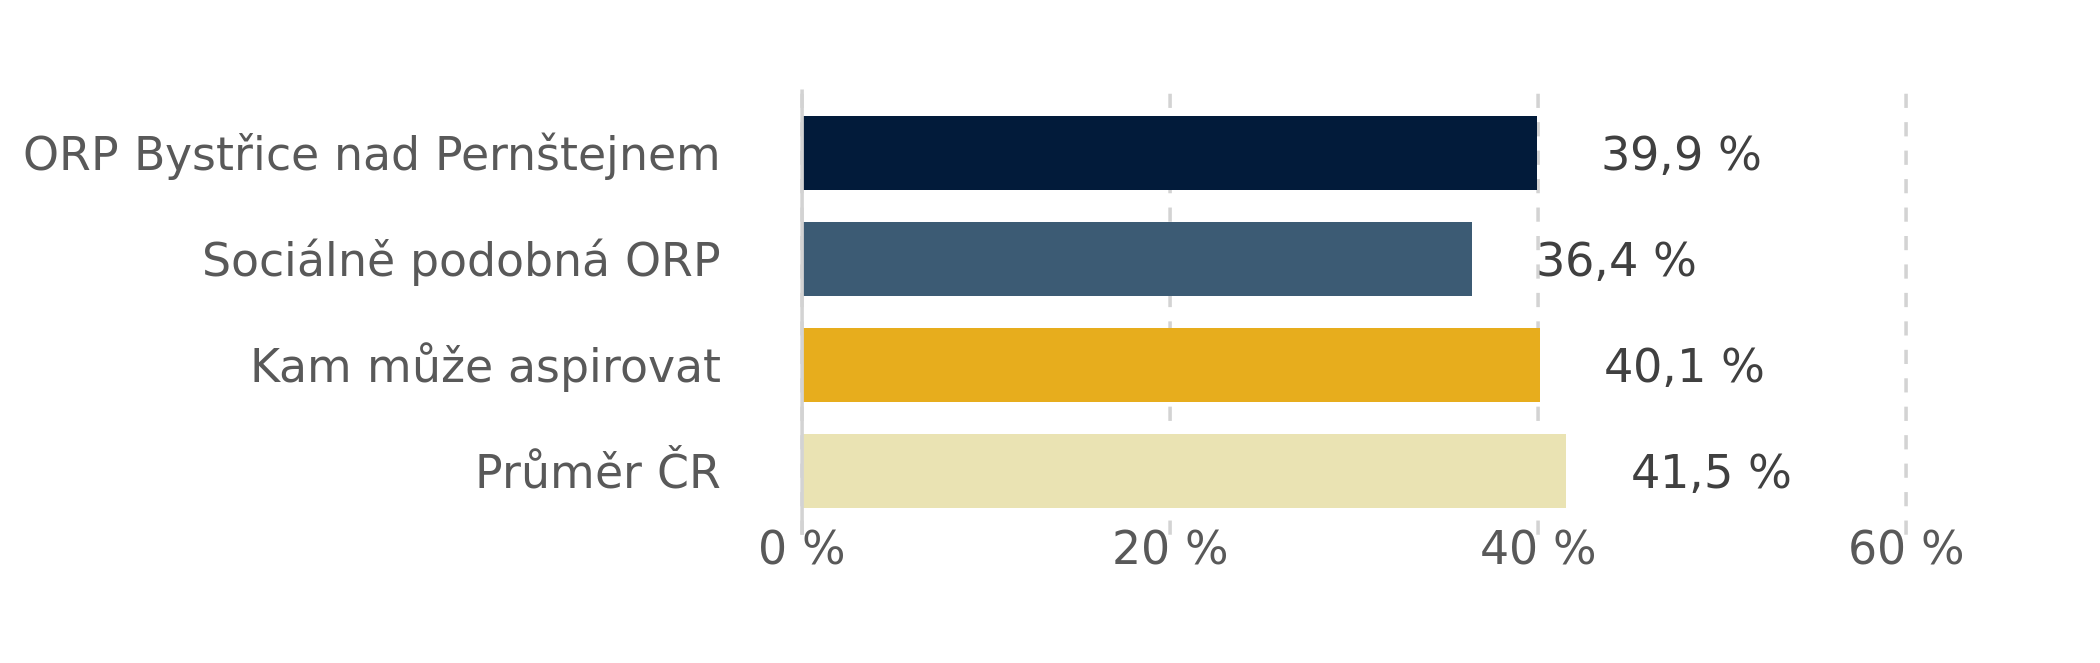 ORP Bystřice nad Pernštejnem 39,9 %
Sociálně podobná ORP 36,4 %
Kam může aspirovat 40,1 %
Průměr ČR 41,5 %
0 % 20 % 40 % 60 %